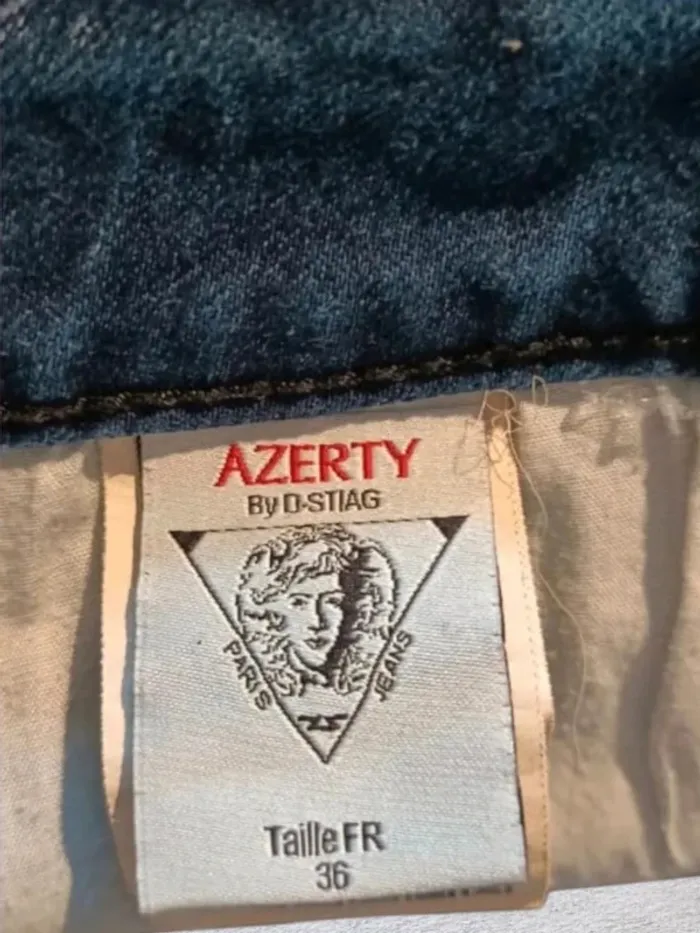 AZERTY
By D-STIAG
PARIS
JEANS
Taille FR
36